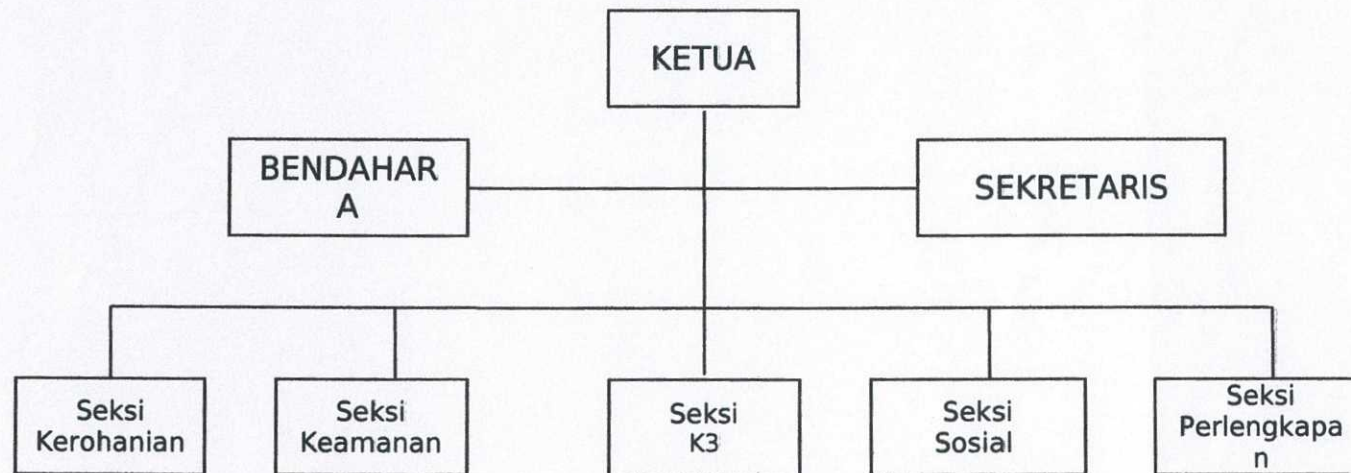 KETUA
BENDAHAR
A
SEKRETARIS
Seksi
Kerohanian
Seksi
Keamanan
Seksi
K3
Seksi
Sosial
Seksi
Perlengkapa
n